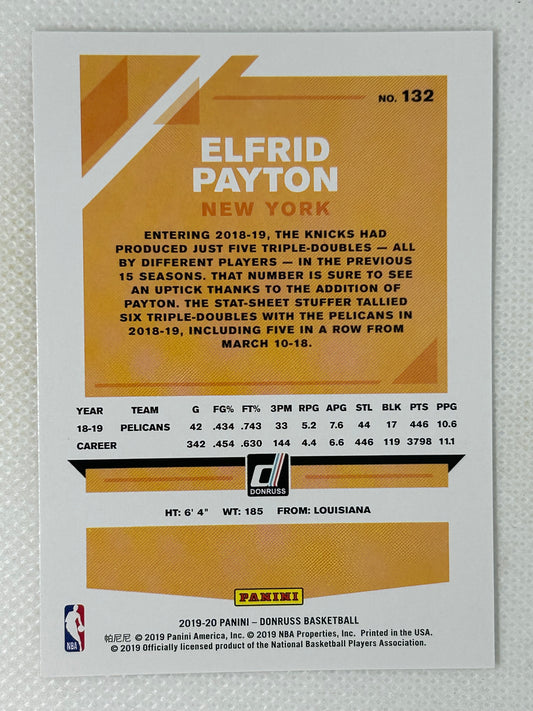 NO. 132
ELFRID
PAYTON
NEW YORK
ENTERING 2018-19, THE KNICKS HAD
PRODUCED JUST FIVE TRIPLE-DOUBLES — ALL
BY DIFFERENT PLAYERS — IN THE PREVIOUS
15 SEASONS. THAT NUMBER IS SURE TO SEE
AN UPTICK THANKS TO THE ADDITION OF
PAYTON. THE STAT-SHEET STUFFER TALLIED
SIX TRIPLE-DOUBLES WITH THE PELICANS IN
2018-19, INCLUDING FIVE IN A ROW FROM
MARCH 10-18.
YEAR TEAM G FG% FT% 3PM RPG APG STL BLK PTS PPG
18-19 PELICANS 42 .434 .743 33 5.2 7.6 44 17 446 10.6
CAREER 342 .454 .630 144 4.4 6.6 446 119 3798 11.1
d
DONRUSS
HT: 6' 4" WT: 185 FROM: LOUISIANA
PANINI
2019-20 PANINI – DONRUSS BASKETBALL
帕尼尼 © 2019 Panini America, Inc. © 2019 NBA Properties, Inc. Printed in the USA.
© 2019 Officially licensed product of the National Basketball Players Association.
NBA